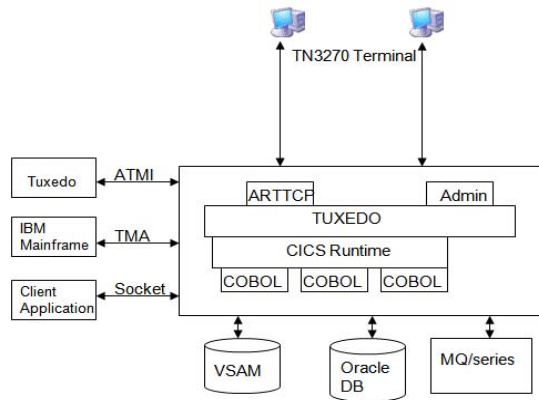 TN3270 Terminal
Tuxedo
ATMI
IBM
Mainframe
TMA
Client
Application
Socket
ARTTCP
Admin
TUXEDO
CICS Runtime
COBOL
COBOL
COBOL
VSAM
Oracle
DB
MQ/series